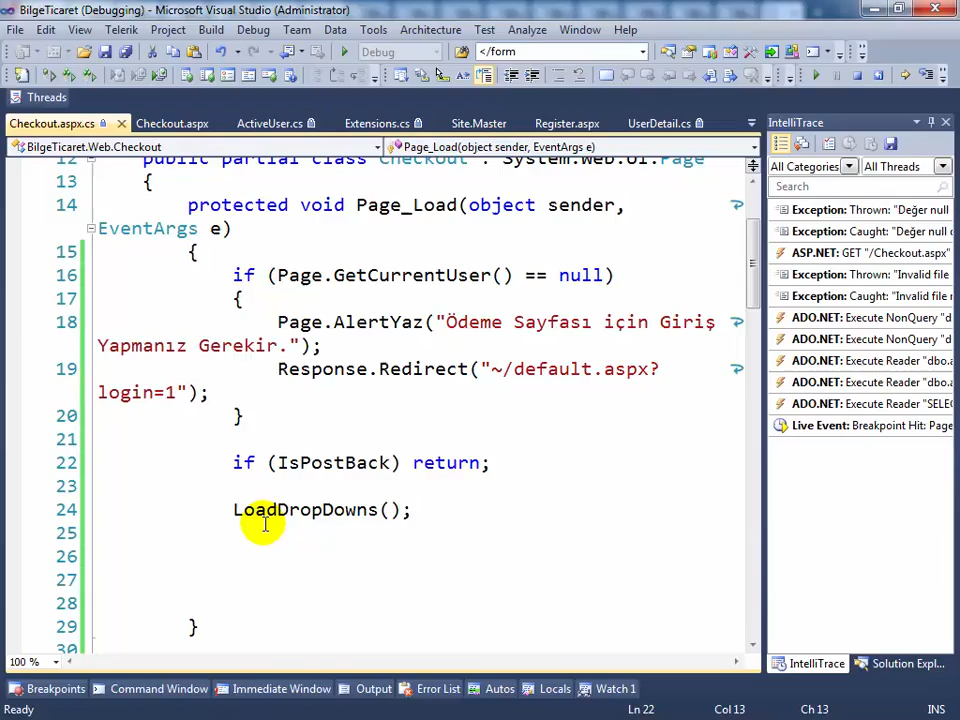 BilgeTicaret (Debugging) - Microsoft Visual Studio (Administrator)
File Edit View Telerik Project Build Debug Team Data Tools Architecture Test Analyze Window Help
Debug </form
Threads
Checkout.aspx.cs Checkout.aspx ActiveUser.cs Extensions.cs Site.Master Register.aspx UserDetail.cs IntelliTrace
BilgeTicaret.Web.Checkout Page_Load(object sender, EventArgs e)
All Categories All Threads
Search
12 public partial class Checkout : System.Web.UI.Page
13 {
14 protected void Page_Load(object sender,
EventArgs e)
15 {
16 if (Page.GetCurrentUser() == null)
17 {
18 Page.AlertYaz("Ödeme Sayfası için Giriş
Yapmanız Gerekir.");
19 Response.Redirect("~/default.aspx?
login=1");
20 }
21
22 if (IsPostBack) return;
23
24 LoadDropDowns();
25
26
27
28
29 }
30
Exception: Thrown: "Değer null
Exception: Caught: "Değer null
ASP.NET: GET "/Checkout.aspx"
Exception: Thrown: "Invalid file
Exception: Caught: "Invalid file
ADO.NET: Execute NonQuery "d
ADO.NET: Execute NonQuery "d
ADO.NET: Execute Reader "dbo.
ADO.NET: Execute Reader "dbo.
ADO.NET: Execute Reader "SELE
Live Event: Breakpoint Hit: Page
100 %
IntelliTrace Solution Expl...
Breakpoints Command Window Immediate Window Output Error List Autos Locals Watch 1
Ready Ln 22 Col 13 Ch 13 INS